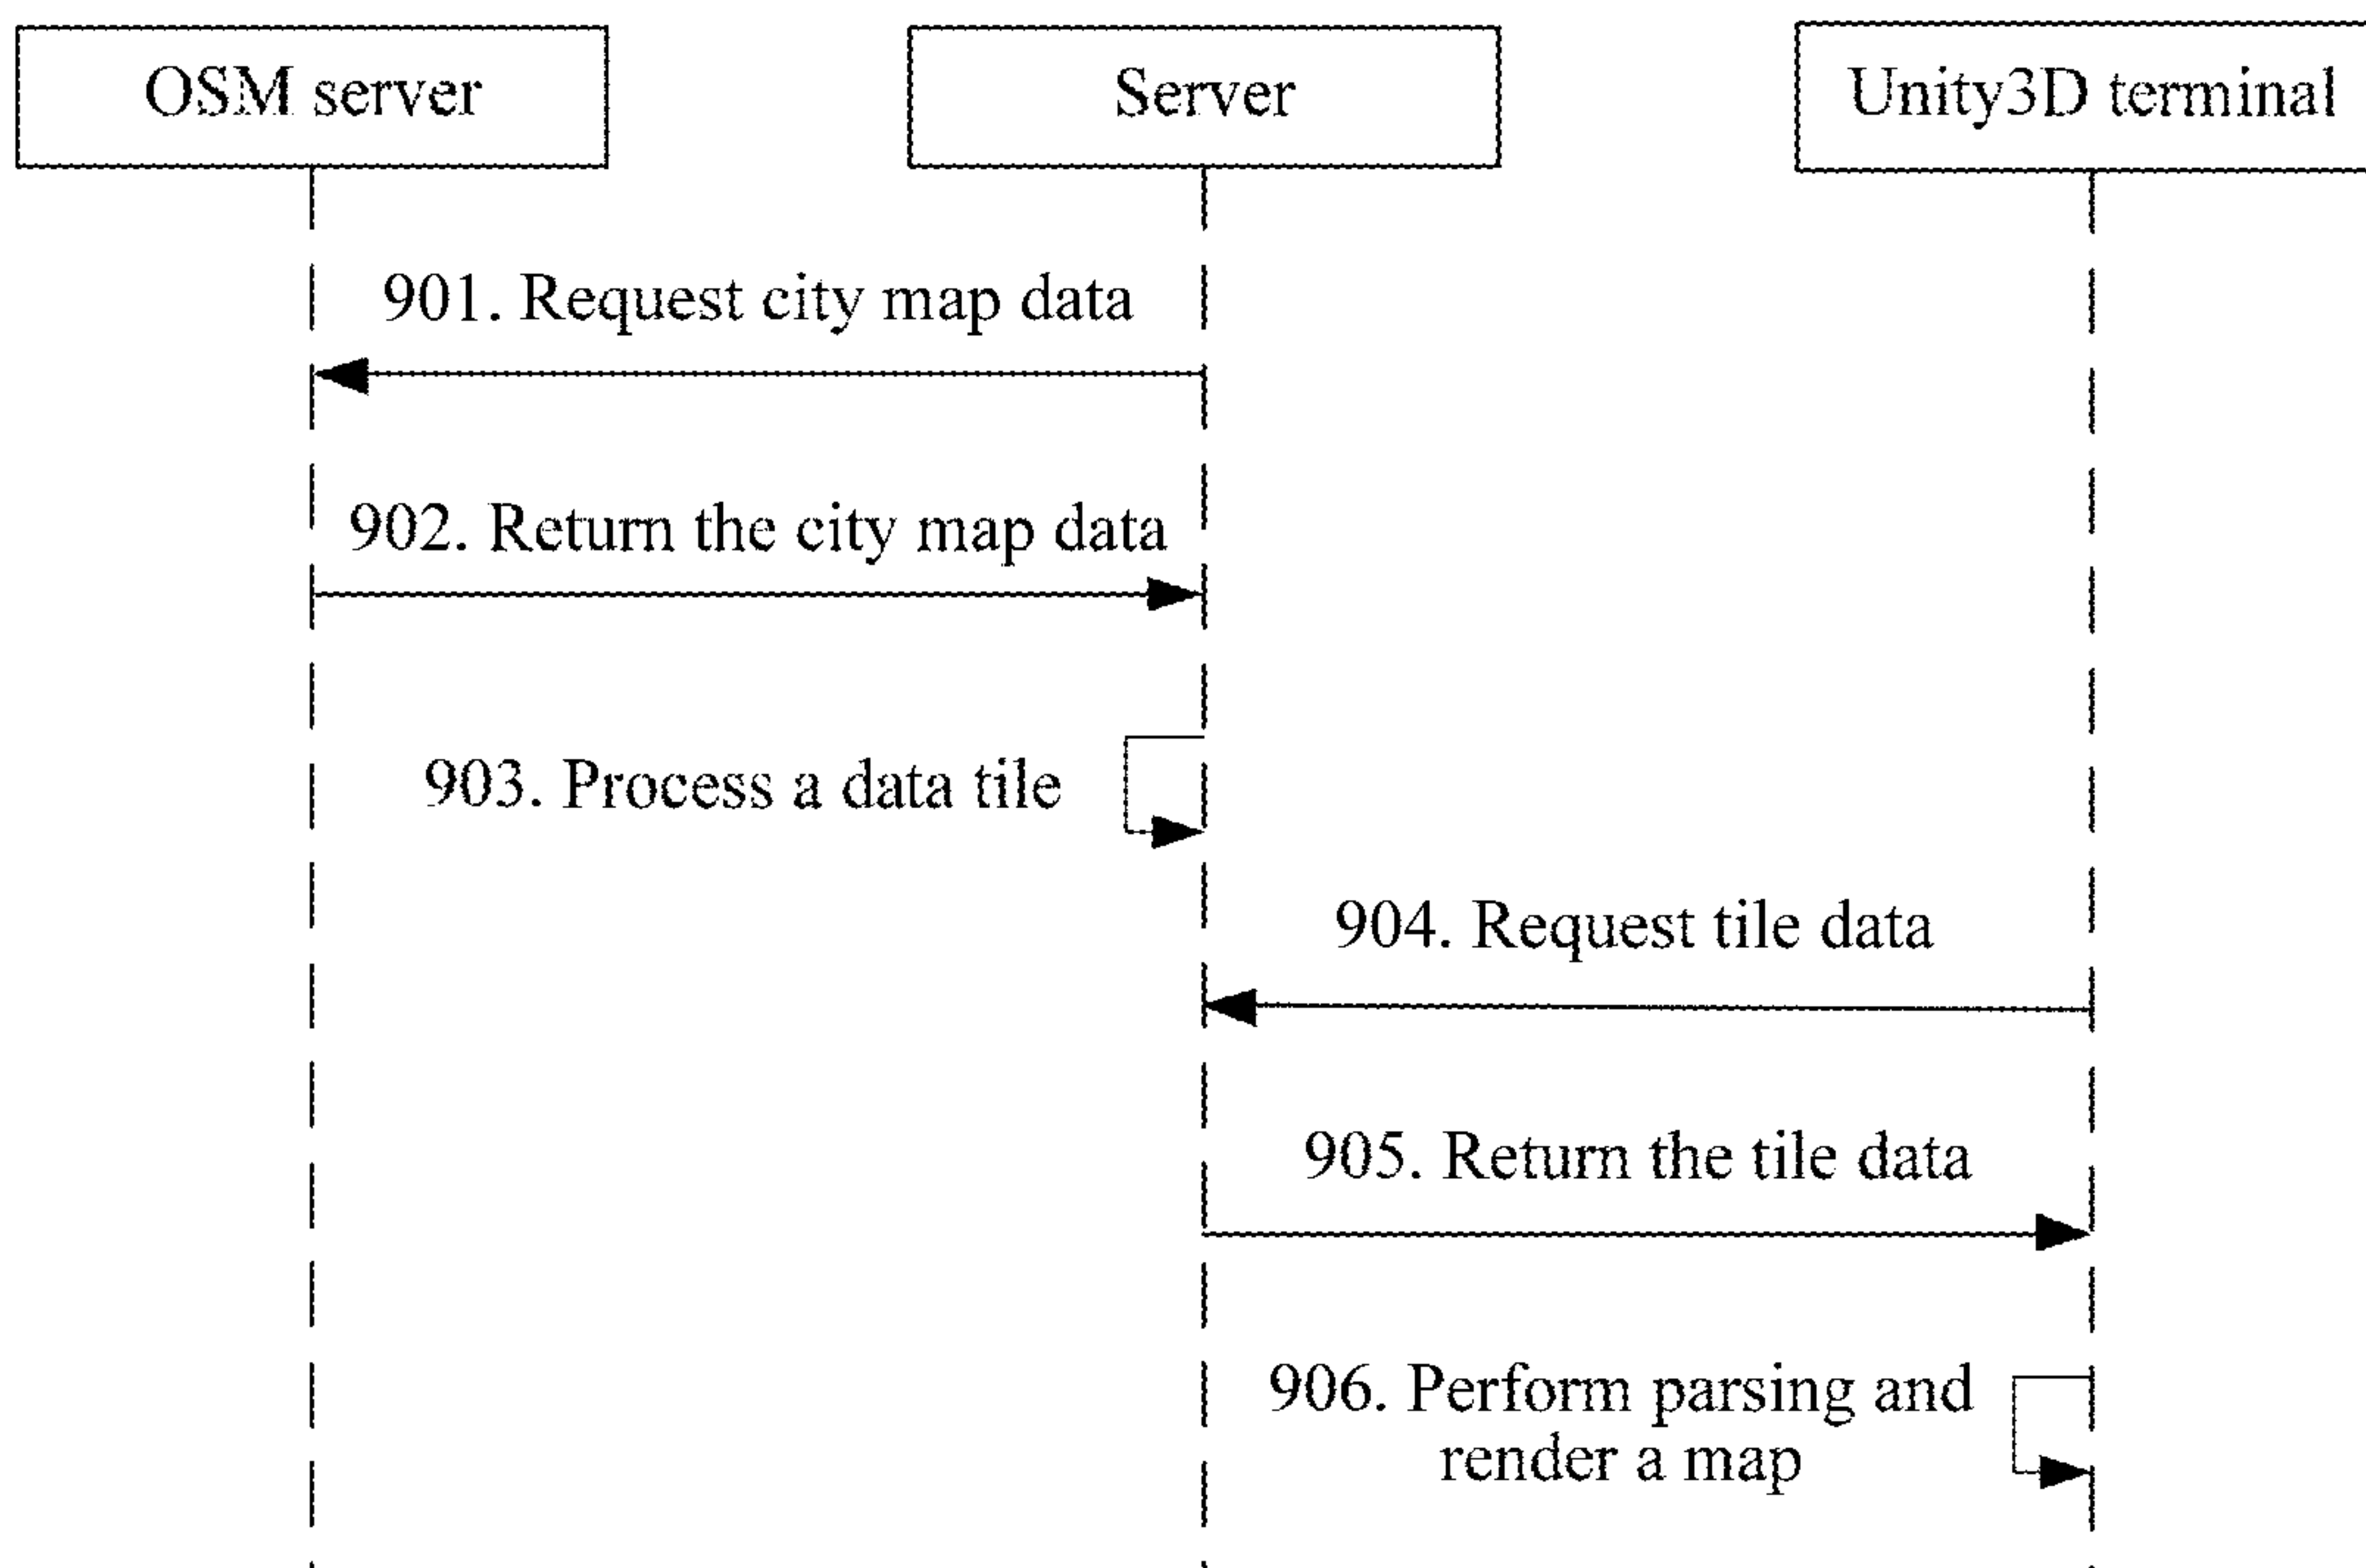 OSM server
Server
Unity3D terminal
901. Request city map data
902. Return the city map data
903. Process a data tile
904. Request tile data
905. Return the tile data
906. Perform parsing and
render a map